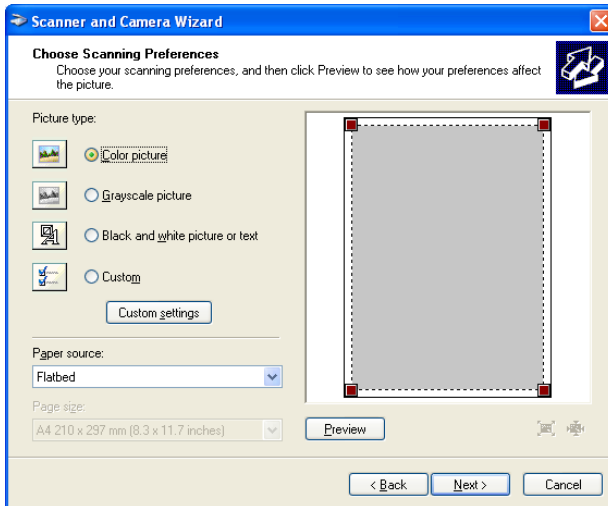 Scanner and Camera Wizard
Choose Scanning Preferences
Choose your scanning preferences, and then click Preview to see how your preferences affect
the picture.
Picture type:
Color picture
Grayscale picture
Black and white picture or text
Custom
Custom settings
Paper source:
Flatbed
Page size:
A4 210 x 297 mm (8.3 x 11.7 inches)
Preview
< Back
Next >
Cancel